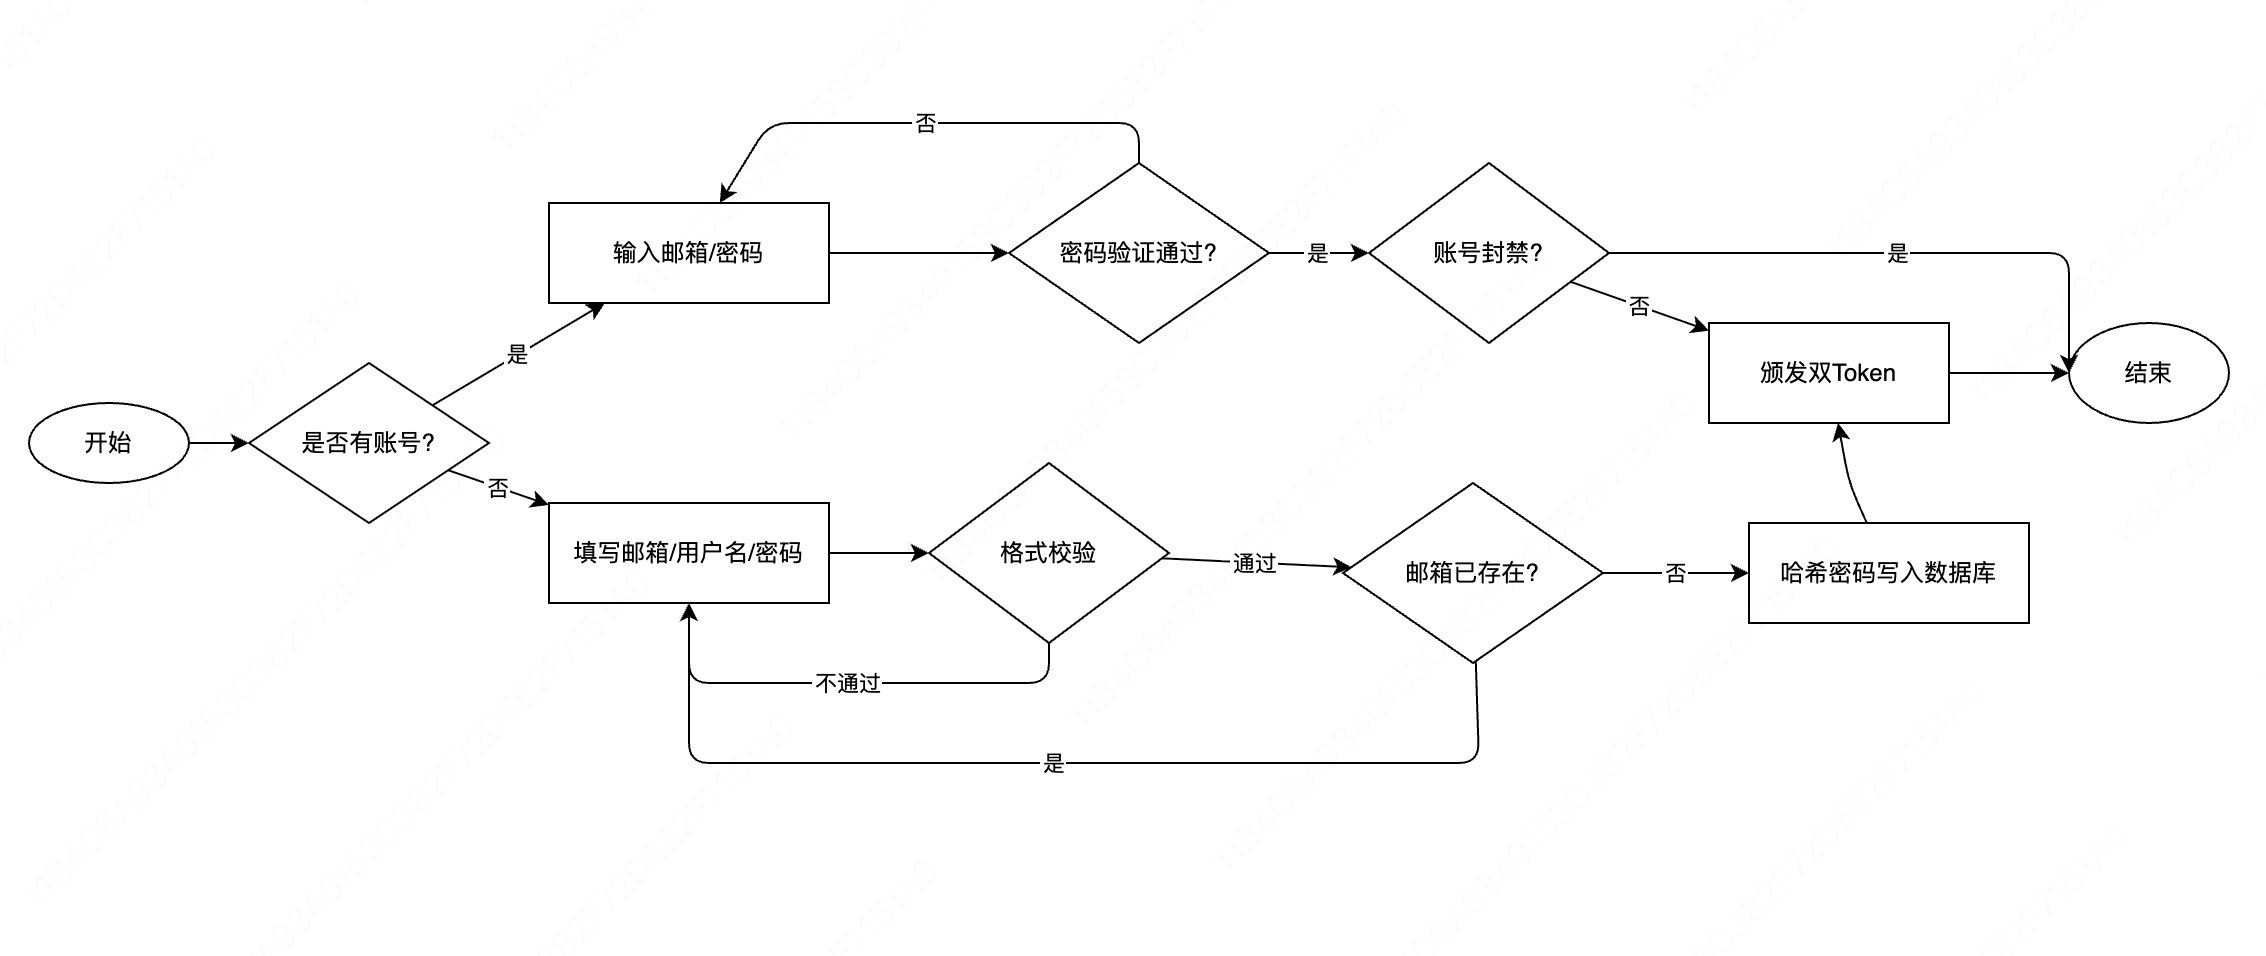 否
输入邮箱/密码
密码验证通过?
是
账号封禁?
是
否
是
颁发双Token
结束
开始
是否有账号?
否
填写邮箱/用户名/密码
格式校验
通过
邮箱已存在?
否
哈希密码写入数据库
不通过
是